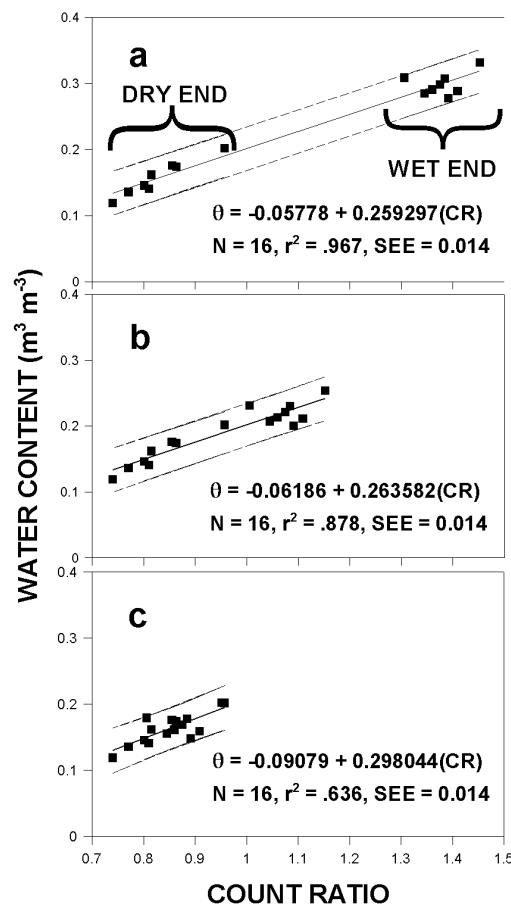 WATER CONTENT (m³ m⁻³)
0.4
a
0.3
DRY END
WET END
0.2
θ = -0.05778 + 0.259297(CR)
0.1
N = 16, r² = .967, SEE = 0.014
0
0.4
b
0.3
0.2
θ = -0.06186 + 0.263582(CR)
0.1
N = 16, r² = .878, SEE = 0.014
0
0.4
c
0.3
0.2
θ = -0.09079 + 0.298044(CR)
0.1
N = 16, r² = .636, SEE = 0.014
0
0.7 0.8 0.9 1 1.1 1.2 1.3 1.4 1.5
COUNT RATIO